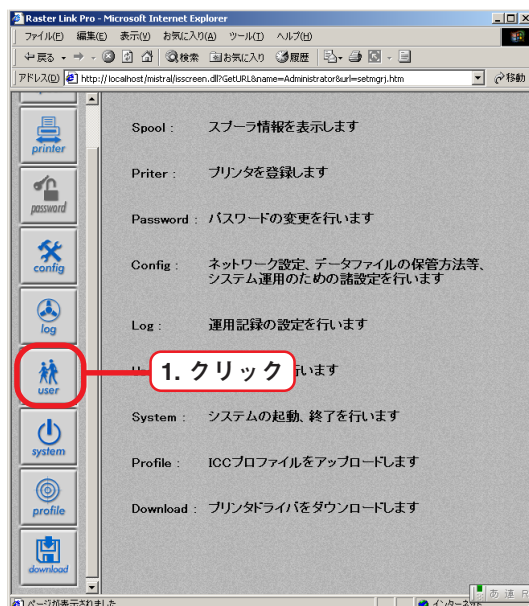 Raster Link Pro - Microsoft Internet Explorer
ファイル(F) 編集(E) 表示(V) お気に入り(A) ツール(T) ヘルプ(H)
戻る 検索 お気に入り 履歴
アドレス(D) http://localhost/mistral/isscreen.dll?GetURL&name=Administrator&url=setmgrj.htm 移動
printer
password
config
log
user
system
profile
download
Spool : スプーラ情報を表示します
Priter : プリンタを登録します
Password : パスワードの変更を行います
Config : ネットワーク設定、データファイルの保管方法等、
システム運用のための諸設定を行います
Log : 運用記録の設定を行います
1. クリック
行います
System : システムの起動、終了を行います
Profile : ICCプロファイルをアップロードします
Download : プリンタドライバをダウンロードします
ページが表示されました
あ 連